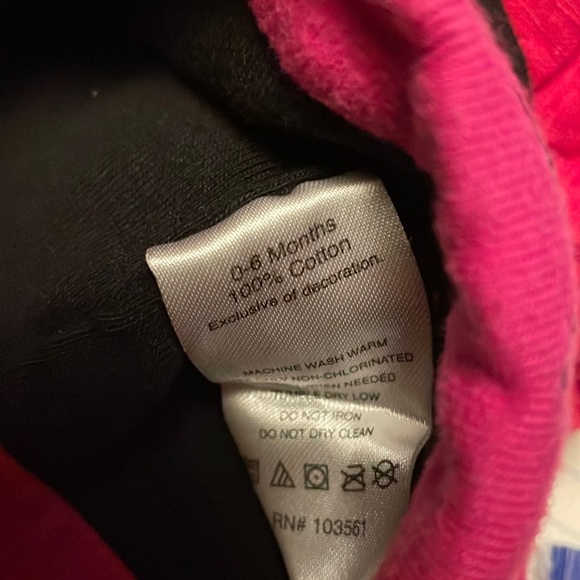 0-6 Months
100% Cotton
Exclusive of decoration.
MACHINE WASH WARM
NON-CHLORINATED
NEEDED
DRY LOW
DO NOT IRON
DO NOT DRY CLEAN
RN# 103561